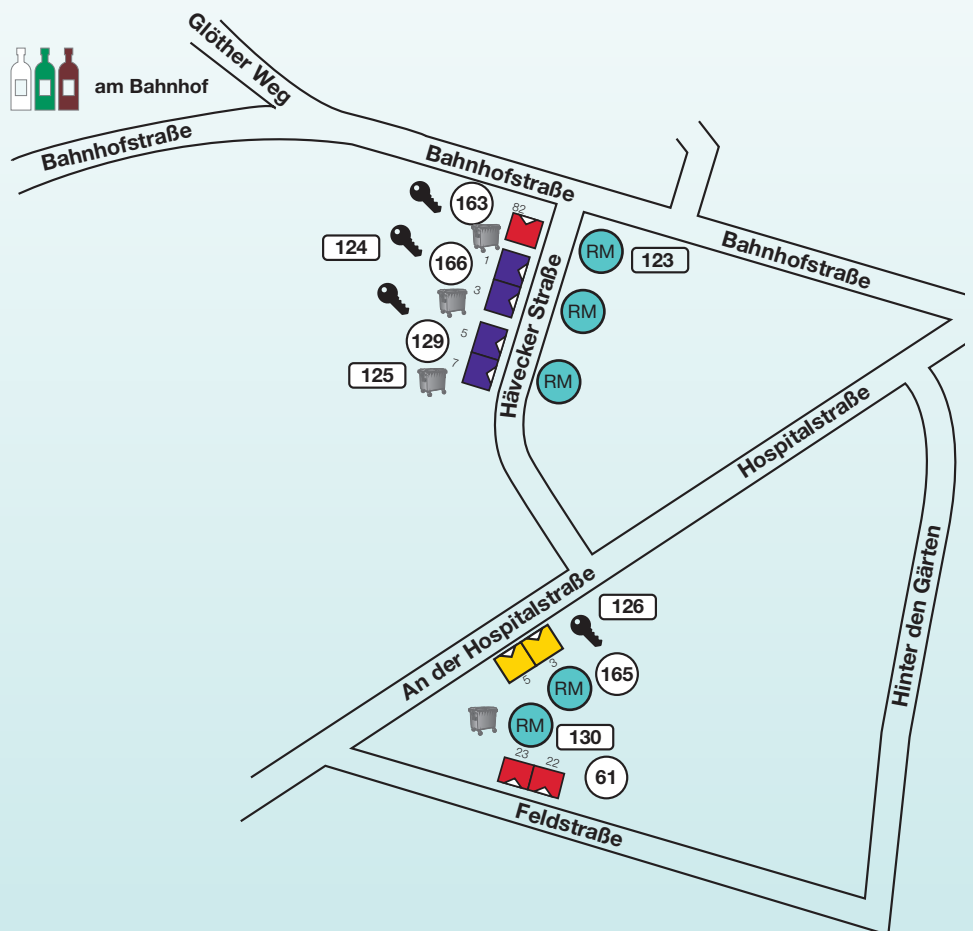 Glöther Weg
am Bahnhof
Bahnhofstraße
Bahnhofstraße
Bahnhofstraße
163
82
124
166
1
3
129
5
7
125
Hävecker Straße
RM
123
RM
RM
Hospitalstraße
An der Hospitalstraße
126
3
5
165
RM
RM
130
23
22
61
Feldstraße
Hinter den Gärten